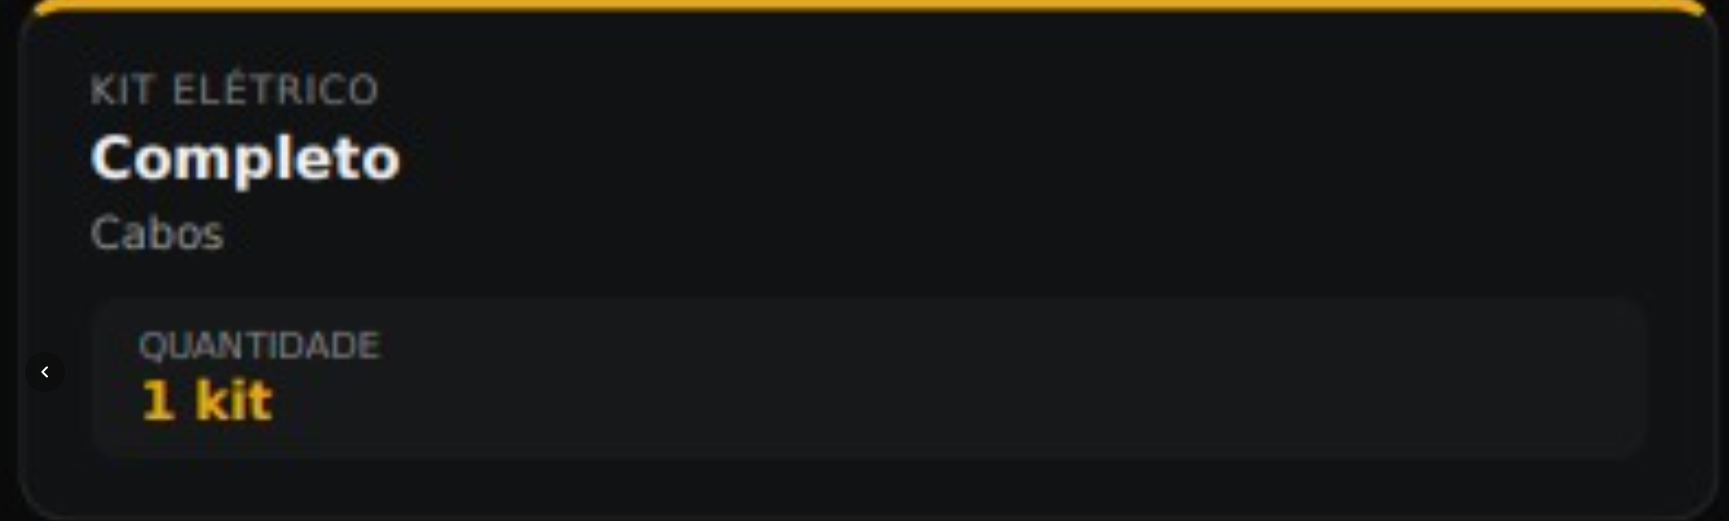 KIT ELÉTRICO
Completo
Cabos
QUANTIDADE
1 kit